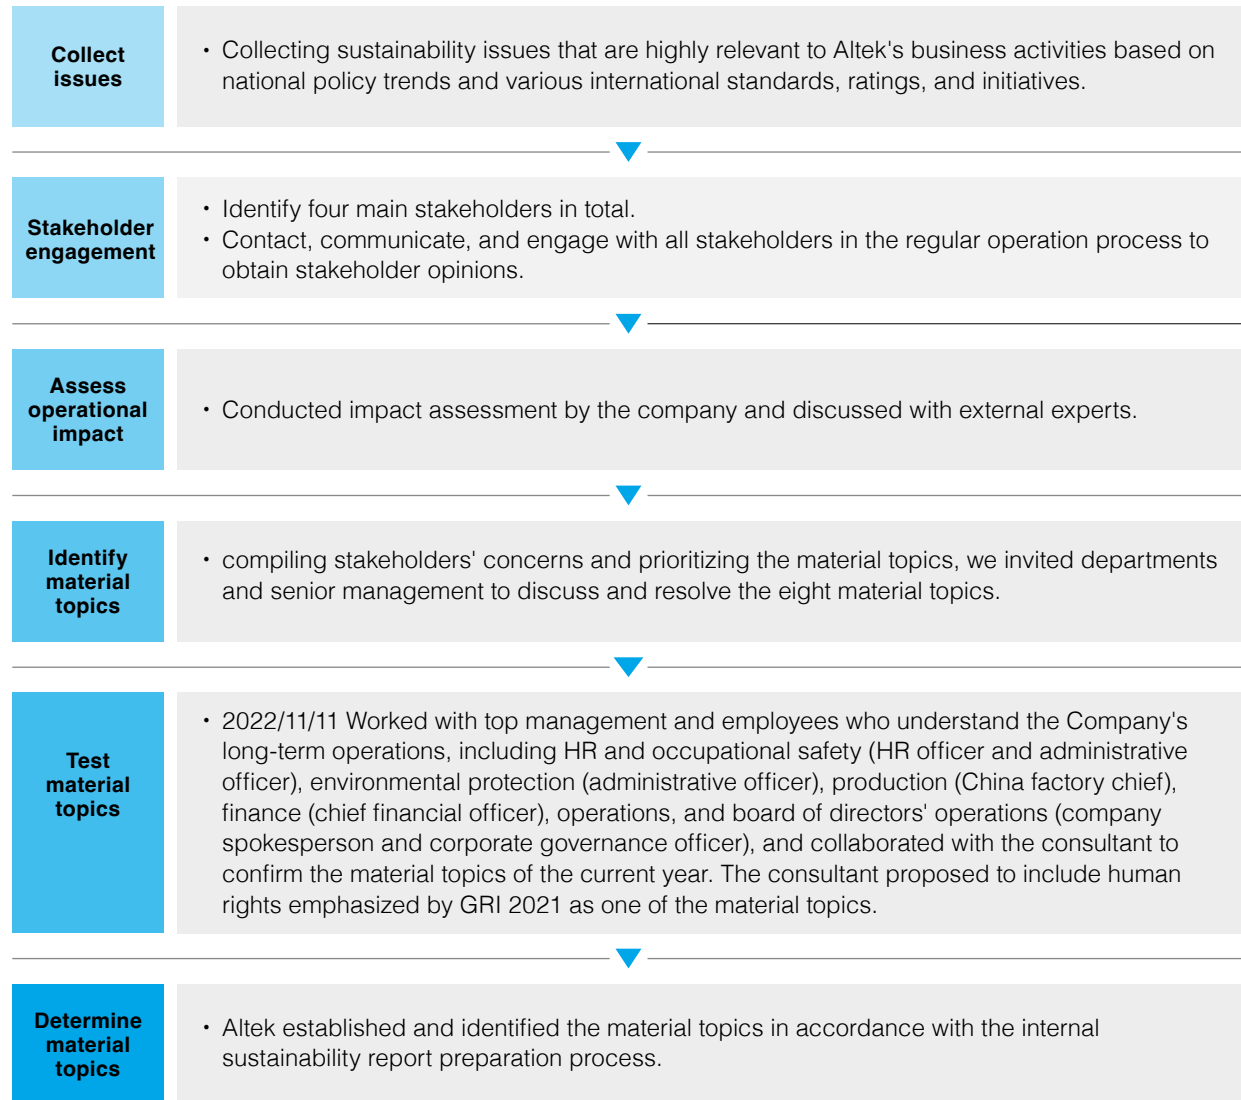 Collect
issues
• Collecting sustainability issues that are highly relevant to Altek's business activities based on
national policy trends and various international standards, ratings, and initiatives.
Stakeholder
engagement
• Identify four main stakeholders in total.
• Contact, communicate, and engage with all stakeholders in the regular operation process to
obtain stakeholder opinions.
Assess
operational
impact
• Conducted impact assessment by the company and discussed with external experts.
Identify
material
topics
• compiling stakeholders' concerns and prioritizing the material topics, we invited departments
and senior management to discuss and resolve the eight material topics.
Test
material
topics
• 2022/11/11 Worked with top management and employees who understand the Company's
long-term operations, including HR and occupational safety (HR officer and administrative
officer), environmental protection (administrative officer), production (China factory chief),
finance (chief financial officer), operations, and board of directors' operations (company
spokesperson and corporate governance officer), and collaborated with the consultant to
confirm the material topics of the current year. The consultant proposed to include human
rights emphasized by GRI 2021 as one of the material topics.
Determine
material
topics
• Altek established and identified the material topics in accordance with the internal
sustainability report preparation process.